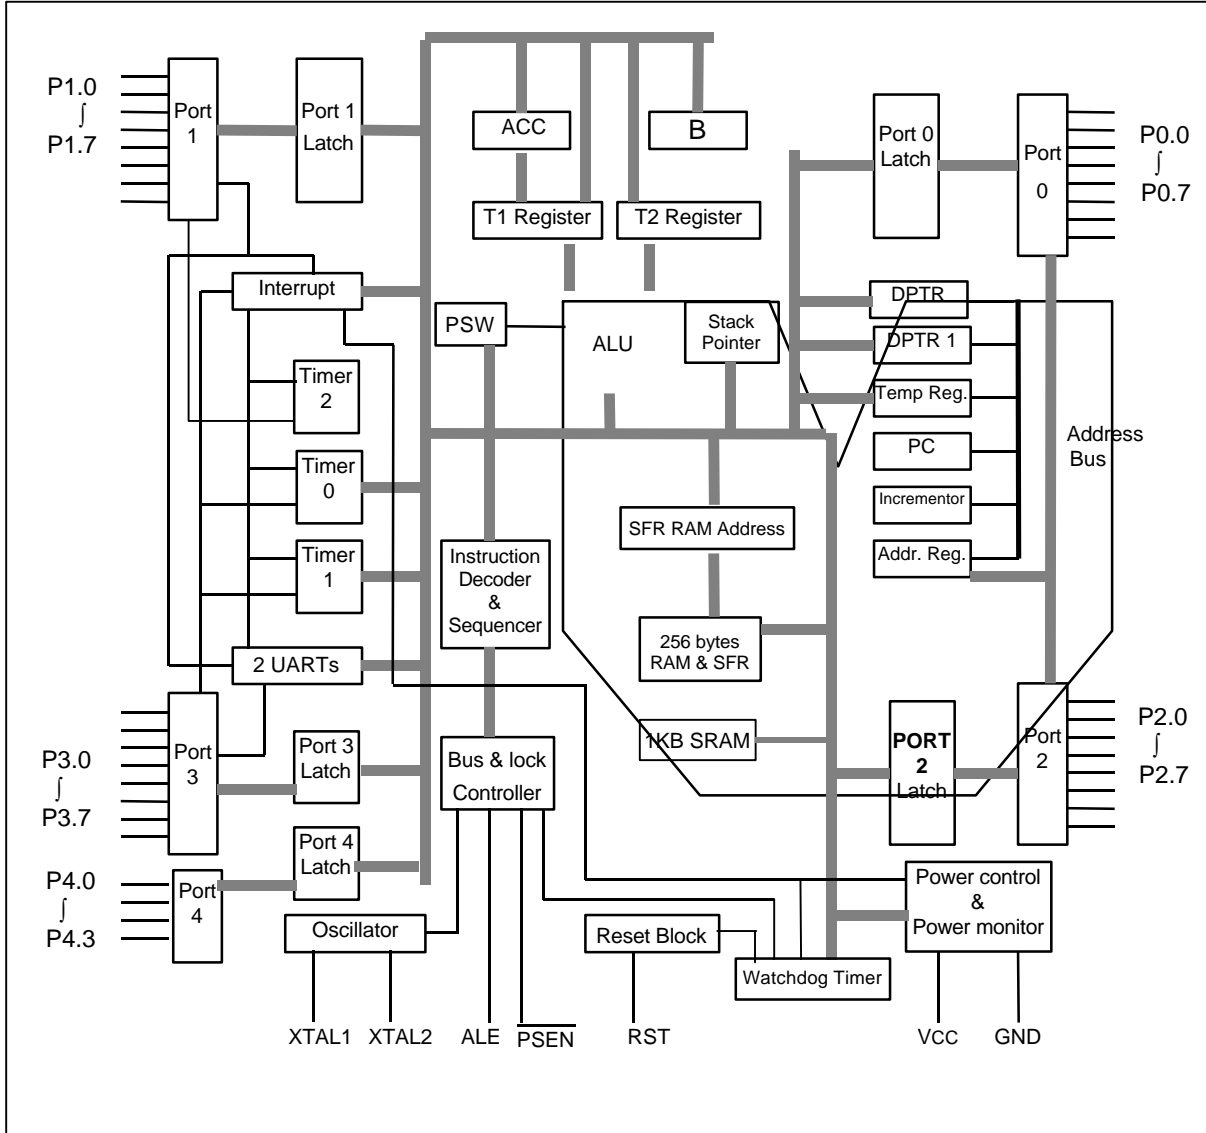 P1.0
∫
P1.7
Port
1
Port 1
Latch
ACC
B
T1 Register
T2 Register
Port 0
Latch
Port
0
P0.0
∫
P0.7
Interrupt
PSW
ALU
Stack
Pointer
DPTR
DPTR 1
Temp Reg.
PC
Incrementor
Addr. Reg.
Address
Bus
Timer
2
Timer
0
Timer
1
2 UARTs
Instruction
Decoder
&
Sequencer
SFR RAM Address
256 bytes
RAM & SFR
1KB SRAM
P3.0
∫
P3.7
Port
3
Port 3
Latch
Bus & lock
Controller
PORT
2
Latch
Port
2
P2.0
∫
P2.7
Port 4
Latch
P4.0
∫
P4.3
Port
4
Oscillator
Reset Block
Power control
&
Power monitor
Watchdog Timer
XTAL1
XTAL2
ALE
PSEN
RST
VCC
GND